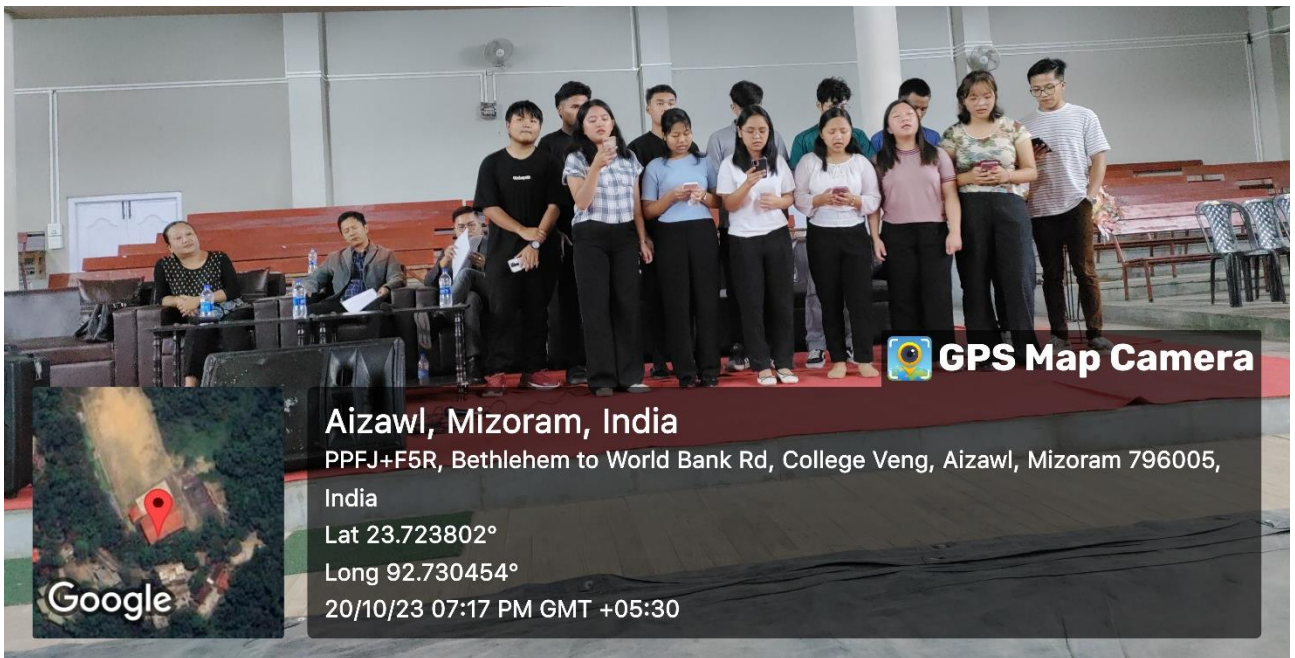 GPS Map Camera
Aizawl, Mizoram, India
PPFJ+F5R, Bethlehem to World Bank Rd, College Veng, Aizawl, Mizoram 796005,
India
Lat 23.723802°
Long 92.730454°
20/10/23 07:17 PM GMT +05:30
Google